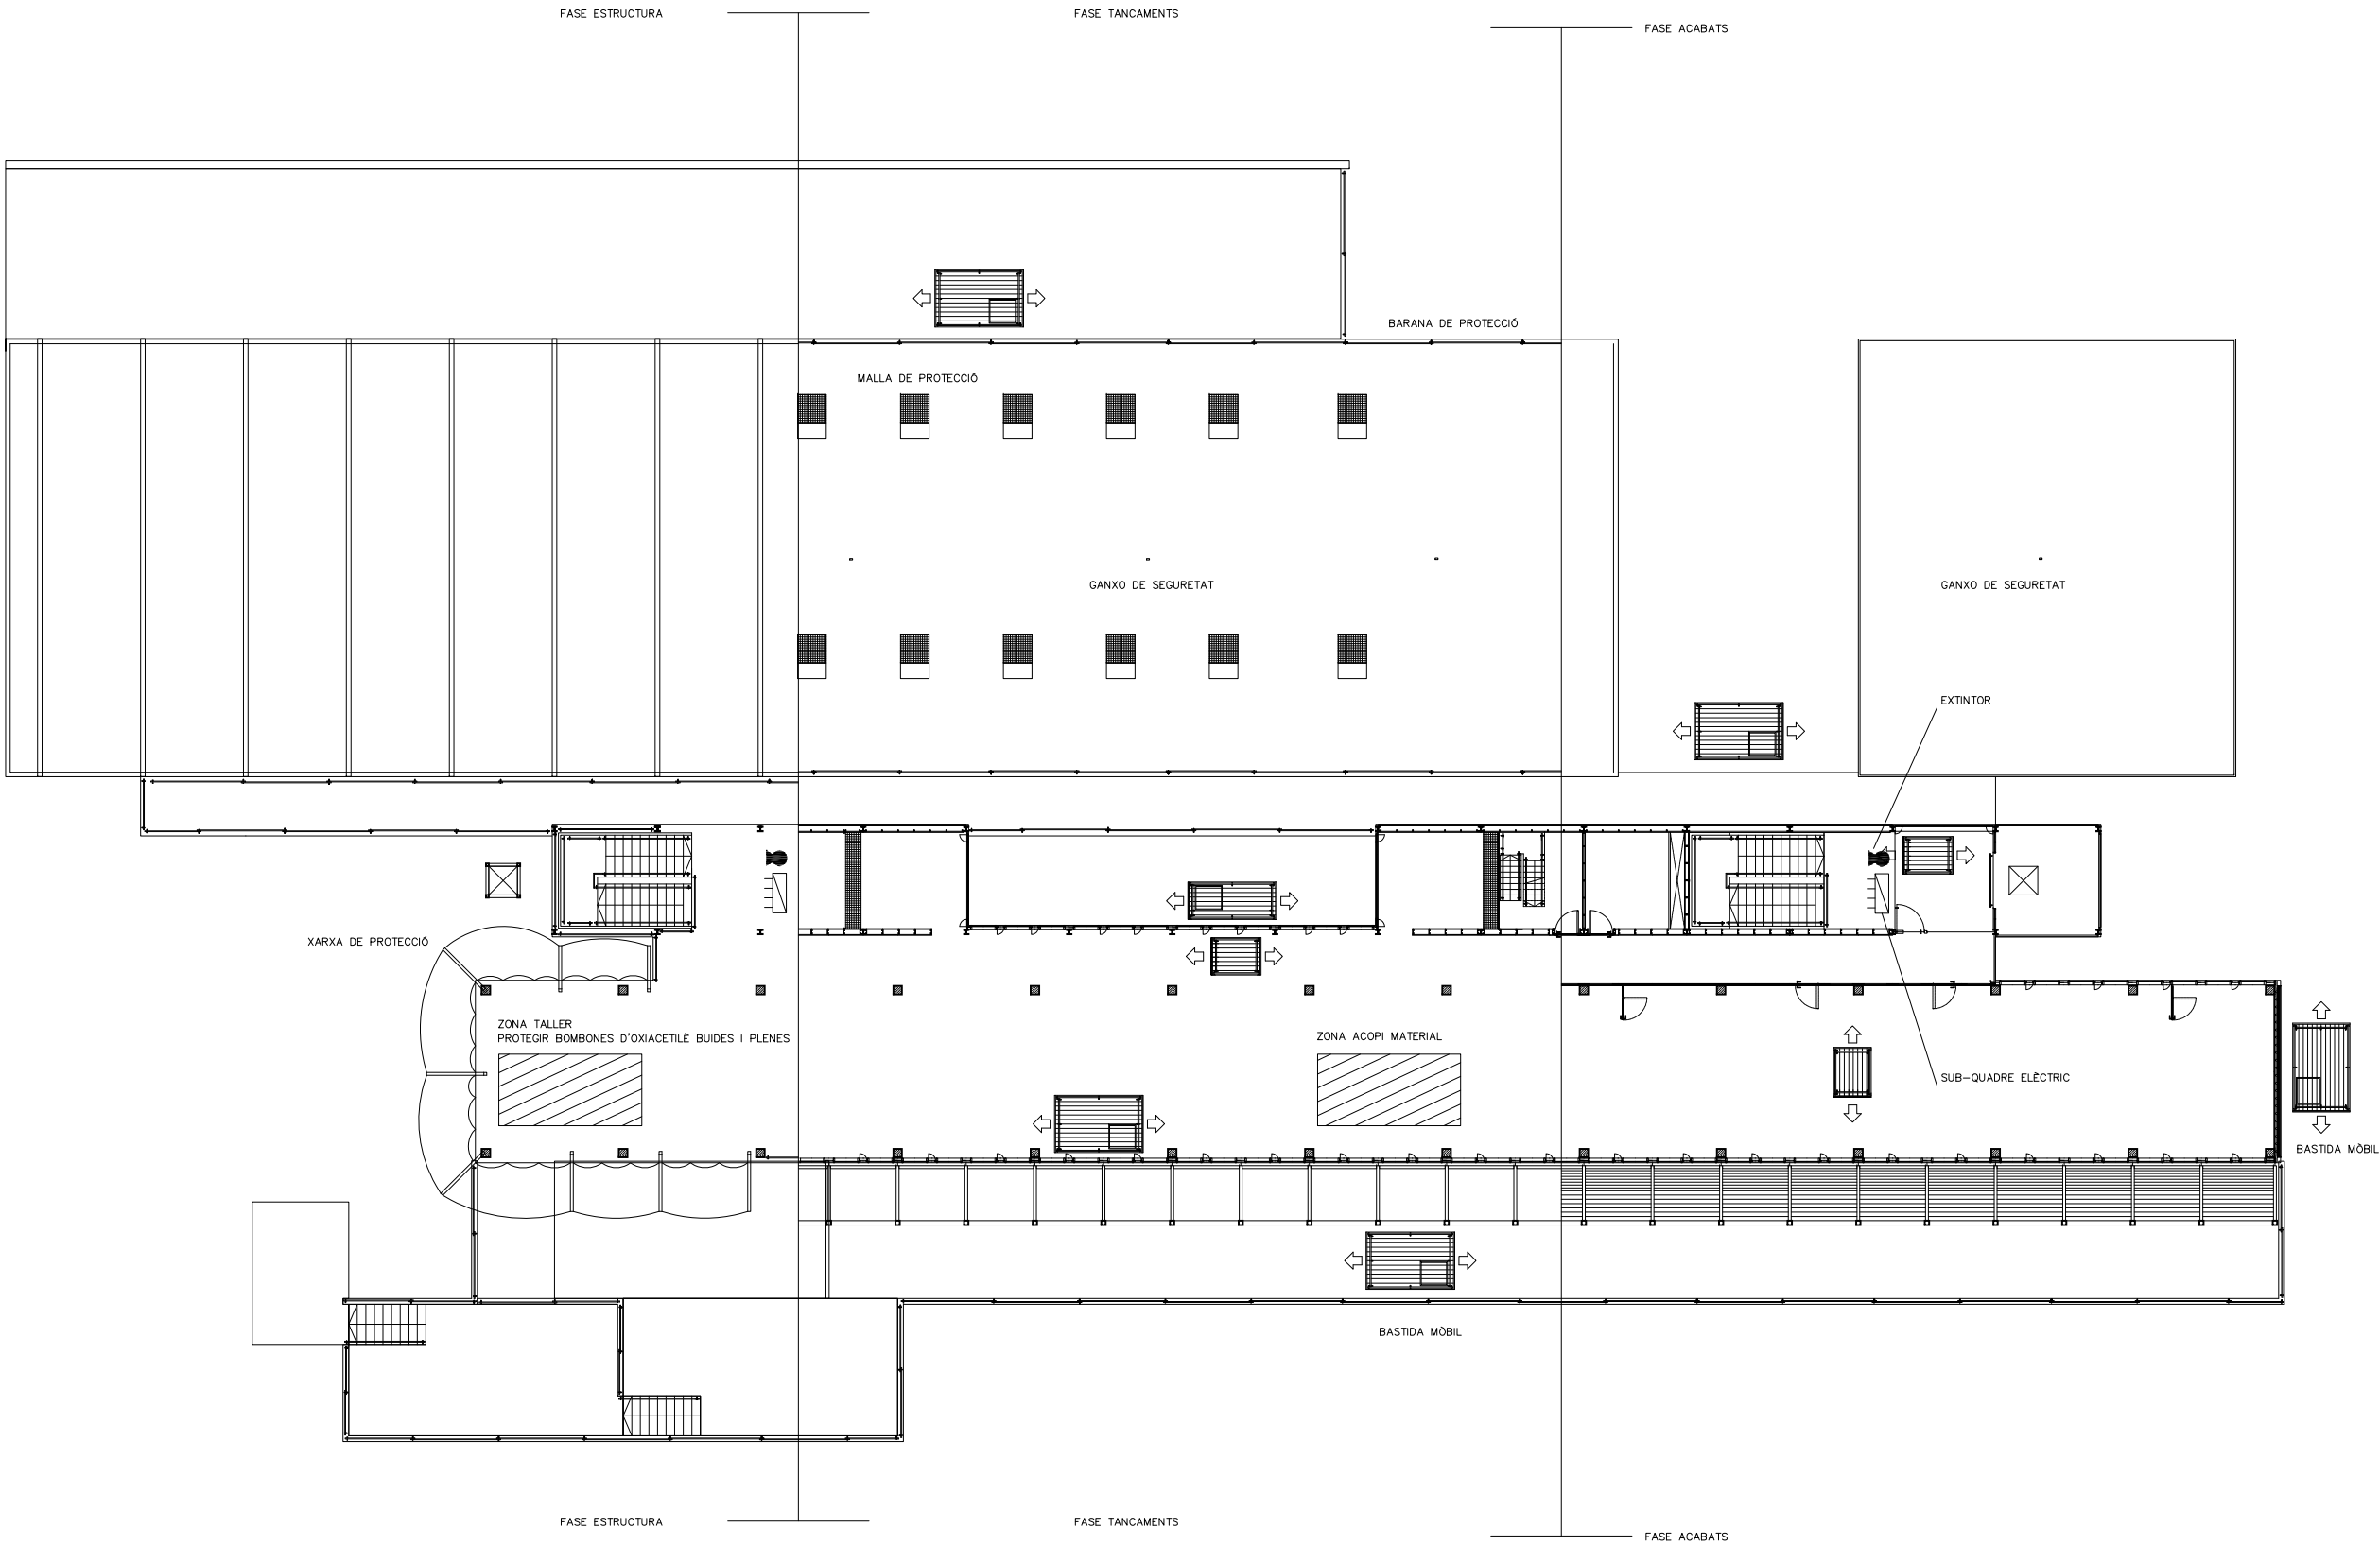 FASE ESTRUCTURA
FASE TANCAMENTS
FASE ACABATS
BARANA DE PROTECCIÓ
MALLA DE PROTECCIÓ
GANXO DE SEGURETAT
GANXO DE SEGURETAT
EXTINTOR
XARXA DE PROTECCIÓ
ZONA TALLER
PROTEGIR BOMBONES D'OXIACETILÈ BUIDES I PLENES
ZONA ACOPI MATERIAL
SUB-QUADRE ELÈCTRIC
BASTIDA MÒBIL
BASTIDA MÒBIL
FASE ESTRUCTURA
FASE TANCAMENTS
FASE ACABATS